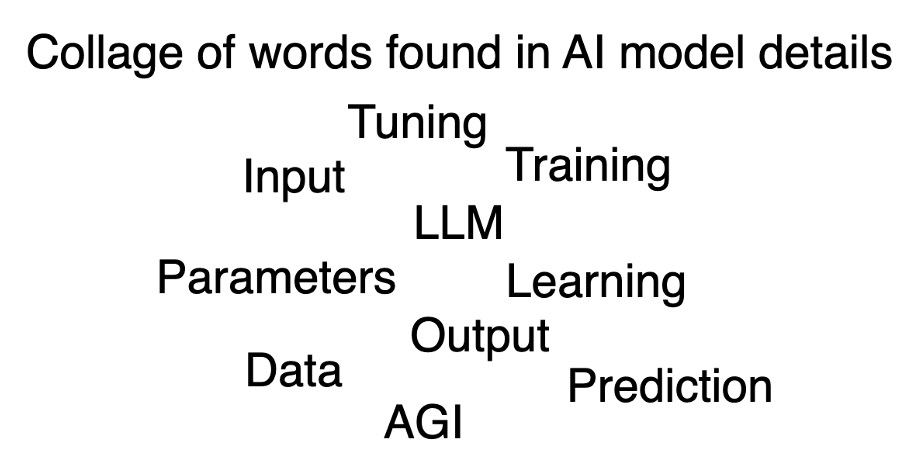 Collage of words found in AI model details
Tuning
Training
Input
LLM
Parameters
Learning
Output
Data
Prediction
AGI